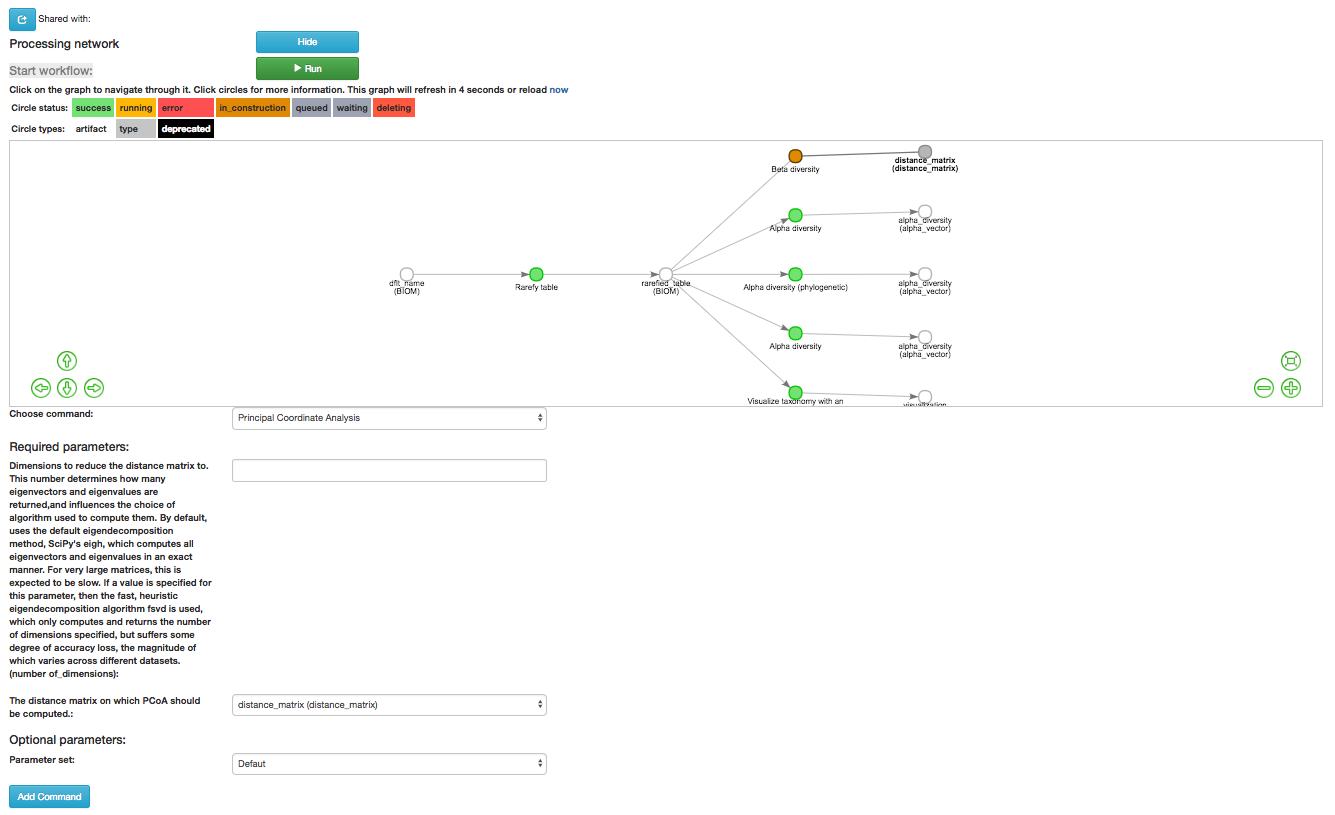 Shared with:
Processing network
Hide
Start workflow:
Run
Click on the graph to navigate through it. Click circles for more information. This graph will refresh in 4 seconds or reload now
Circle status: success running error in_construction queued waiting deleting
Circle types: artifact type deprecated
distance_matrix
(distance_matrix)
Beta diversity
alpha_diversity
(alpha_vector)
Alpha diversity
dflt_name
(BIOM)
Rarefy table
rarefied_table
(BIOM)
Alpha diversity (phylogenetic)
alpha_diversity
(alpha_vector)
Alpha diversity
alpha_diversity
(alpha_vector)
Visualize taxonomy with an
visualization
Choose command:
Principal Coordinate Analysis
Required parameters:
Dimensions to reduce the distance matrix to.
This number determines how many
eigenvectors and eigenvalues are
returned,and influences the choice of
algorithm used to compute them. By default,
uses the default eigendecomposition
method, SciPy's eigh, which computes all
eigenvectors and eigenvalues in an exact
manner. For very large matrices, this is
expected to be slow. If a value is specified for
this parameter, then the fast, heuristic
eigendecomposition algorithm fsvd is used,
which only computes and returns the number
of dimensions specified, but suffers some
degree of accuracy loss, the magnitude of
which varies across different datasets.
(number of_dimensions):
The distance matrix on which PCoA should
be computed.:
distance_matrix (distance_matrix)
Optional parameters:
Parameter set:
Defaut
Add Command